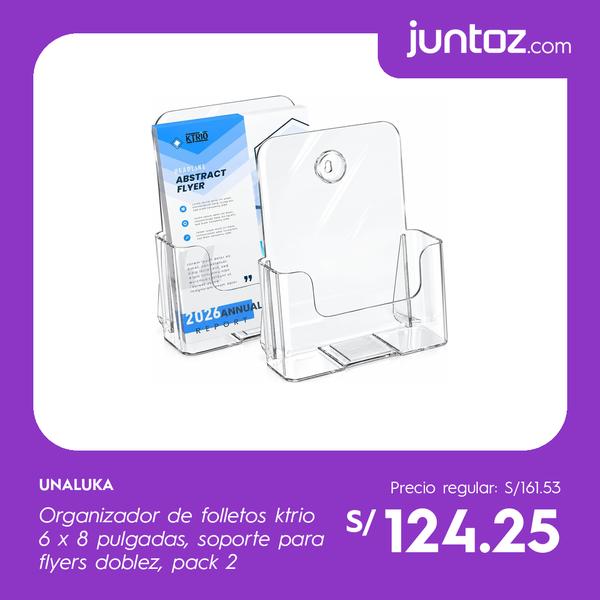 juntoz.com
KTRIO
HEADLINE
ABSTRACT
FLYER
2026 ANNUAL
REPORT
UNALUKA
Organizador de folletos ktrio
6 x 8 pulgadas, soporte para
flyers doblez, pack 2
Precio regular: S/161.53
S/ 124.25